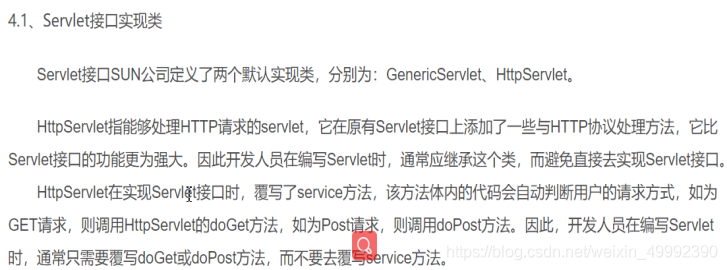 4.1、Servlet接口实现类
Servlet接口SUN公司定义了两个默认实现类，分别为：GenericServlet、HttpServlet。
HttpServlet指能够处理HTTP请求的servlet，它在原有Servlet接口上添加了一些与HTTP协议处理方法，它比
Servlet接口的功能更为强大。因此开发人员在编写Servlet时，通常应继承这个类，而避免直接去实现Servlet接口。
HttpServlet在实现Servlet接口时，覆写了service方法，该方法体内的代码会自动判断用户的请求方式，如为
GET请求，则调用HttpServlet的doGet方法，如为Post请求，则调用doPost方法。因此，开发人员在编写Servlet
时，通常只需要覆写doGet或doPost方法，而不要去覆写service方法。
https://blog.csdn.net/weixin_49992390